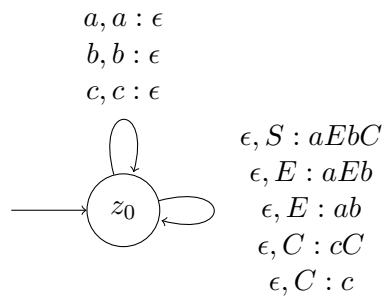 a, a : ϵ
b, b : ϵ
c, c : ϵ
ϵ, S : aEbC
ϵ, E : aEb
ϵ, E : ab
ϵ, C : cC
ϵ, C : c
z₀